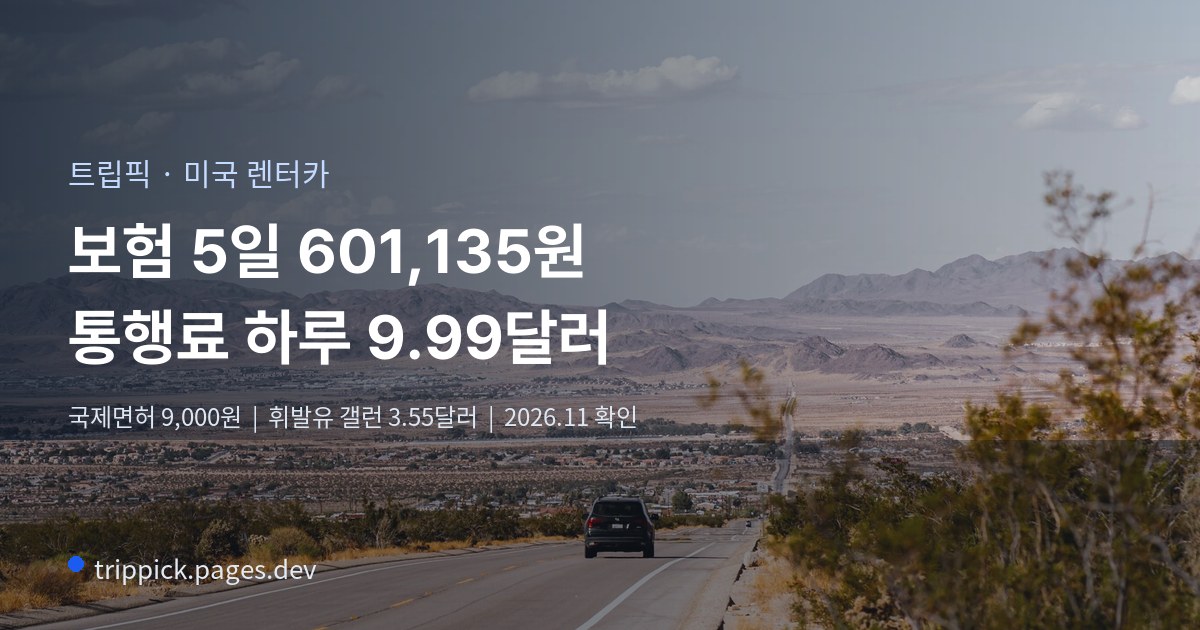 트립픽 · 미국 렌터카
보험 5일 601,135원
통행료 하루 9.99달러
국제면허 9,000원 | 휘발유 갤런 3.55달러 | 2026.11 확인
trippick.pages.dev